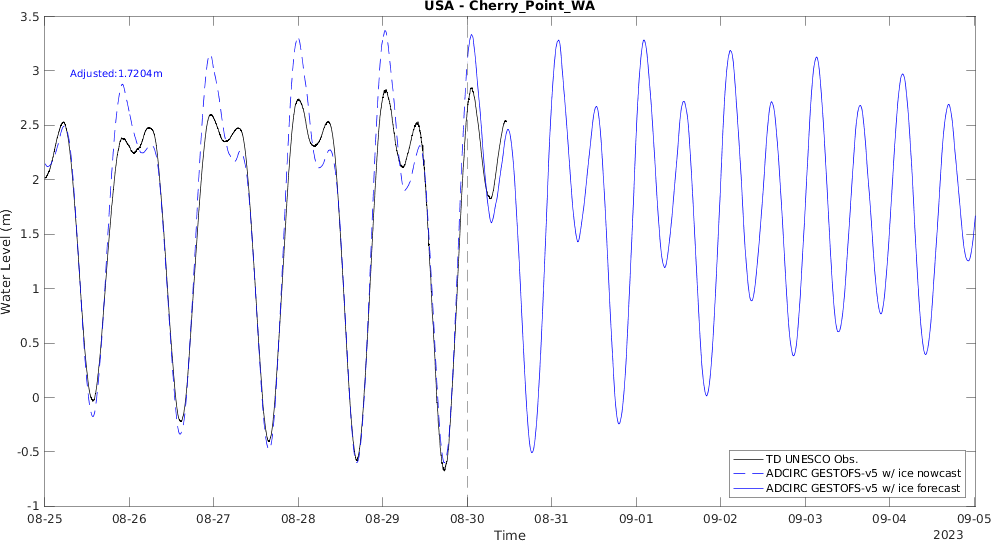 USA - Cherry_Point_WA
Adjusted:1.7204m
3.5
3
2.5
2
1.5
1
0.5
0
-0.5
-1
Water Level (m)
TD UNESCO Obs.
ADCIRC GESTOFS-v5 w/ ice nowcast
ADCIRC GESTOFS-v5 w/ ice forecast
08-25 08-26 08-27 08-28 08-29 08-30 08-31 09-01 09-02 09-03 09-04 09-05
Time
2023